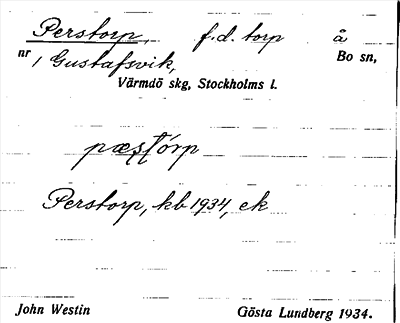 Perstorp, f.d. torp å
nr 1 Gustafsvik, Bo sn,
Värmdö skg, Stockholms l.
pæsṭṭórp
Perstorp, kb 1934, ek
John Westin Gösta Lundberg 1934.